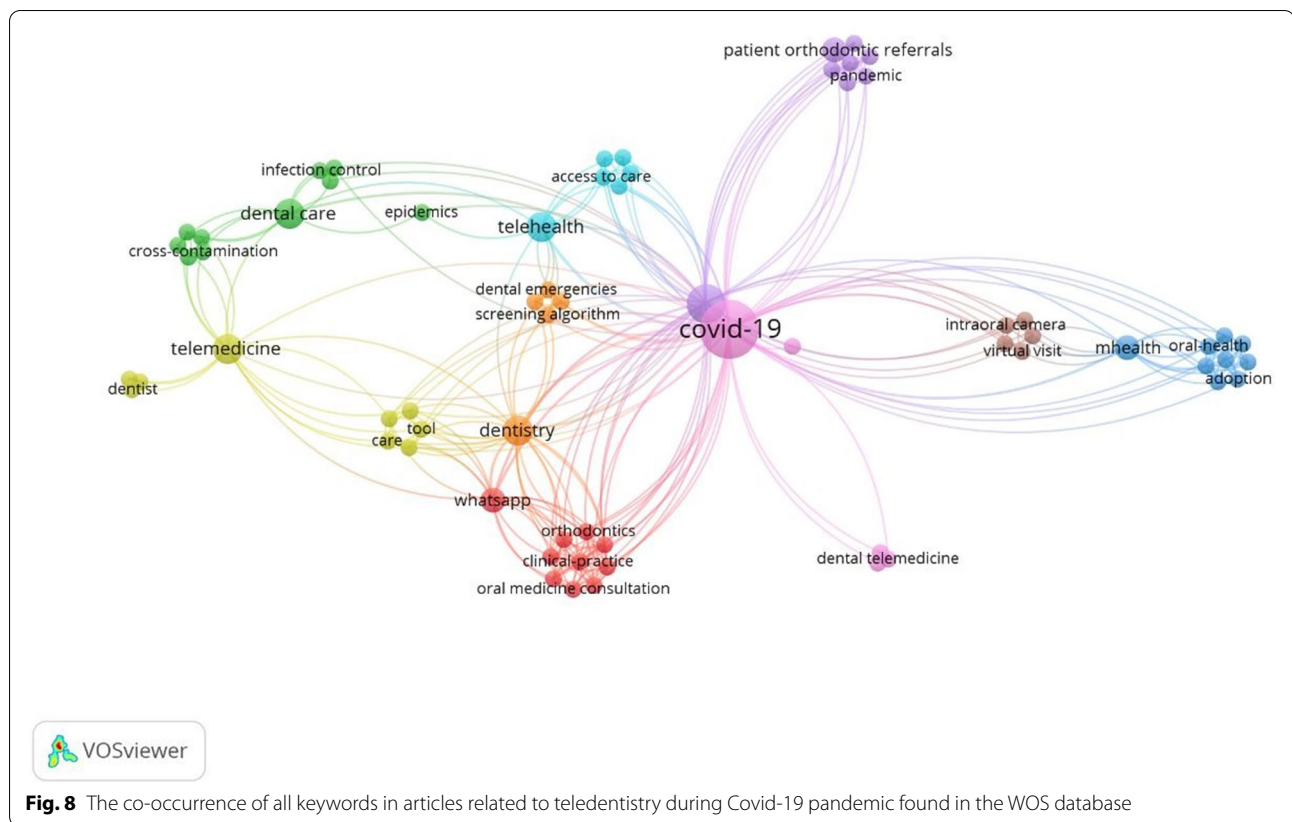 patient orthodontic referrals
pandemic
infection control
access to care
dental care
epidemics
telehealth
cross-contamination
dental emergencies
screening algorithm
covid-19
intraoral camera
virtual visit
mhealth
oral-health
adoption
telemedicine
dentist
tool
care
dentistry
whatsapp
orthodontics
clinical-practice
oral medicine consultation
dental telemedicine
VOSviewer
Fig. 8 The co-occurrence of all keywords in articles related to teledentistry during Covid-19 pandemic found in the WOS database